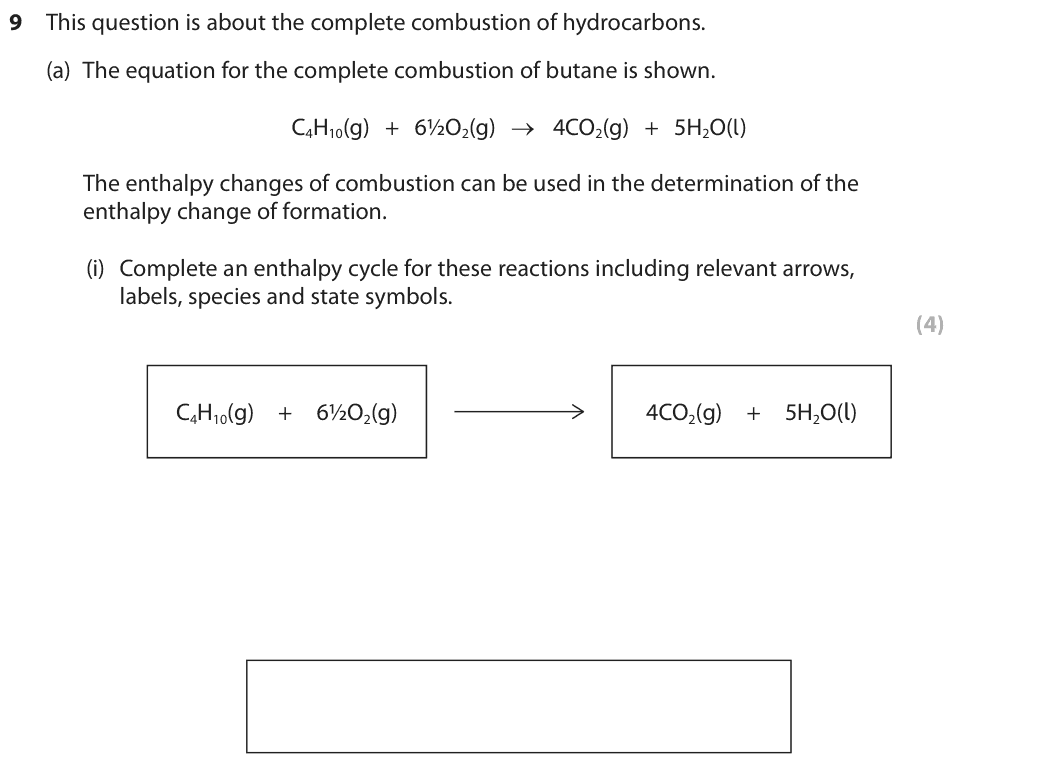 9 This question is about the complete combustion of hydrocarbons.
(a) The equation for the complete combustion of butane is shown.
C₄H₁₀(g) + 6½O₂(g) → 4CO₂(g) + 5H₂O(l)
The enthalpy changes of combustion can be used in the determination of the
enthalpy change of formation.
(i) Complete an enthalpy cycle for these reactions including relevant arrows,
labels, species and state symbols.
(4)
C₄H₁₀(g) + 6½O₂(g) → 4CO₂(g) + 5H₂O(l)